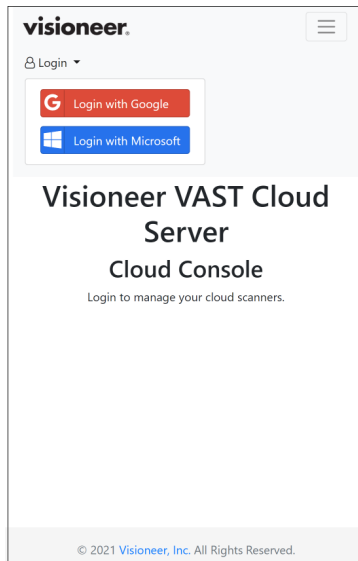 visioneer.
Login
G Login with Google
Login with Microsoft
Visioneer VAST Cloud
Server
Cloud Console
Login to manage your cloud scanners.
© 2021 Visioneer, Inc. All Rights Reserved.